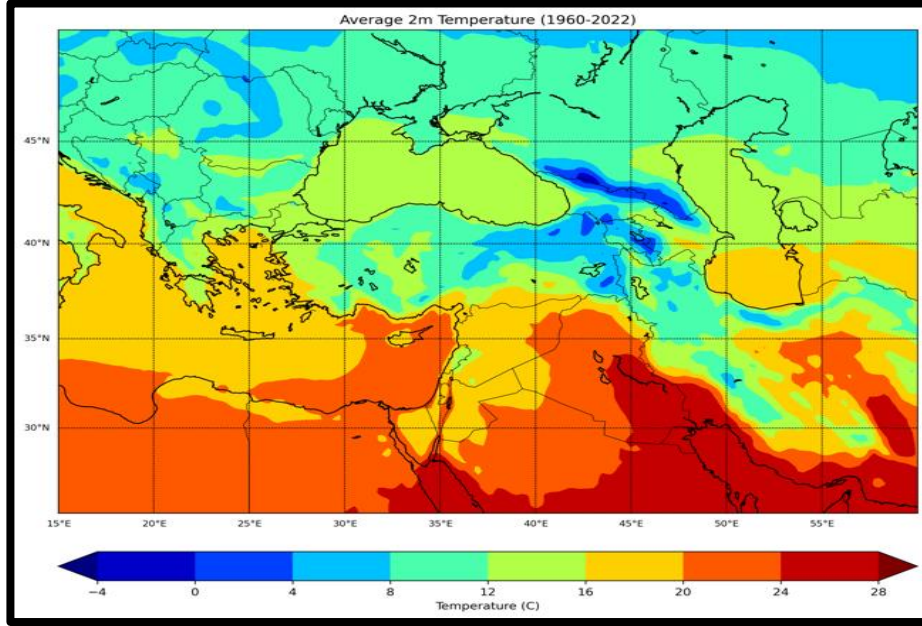 Average 2m Temperature (1960-2022)
45°N
40°N
35°N
30°N
15°E 20°E 25°E 30°E 35°E 40°E 45°E 50°E 55°E
−4 0 4 8 12 16 20 24 28
Temperature (C)